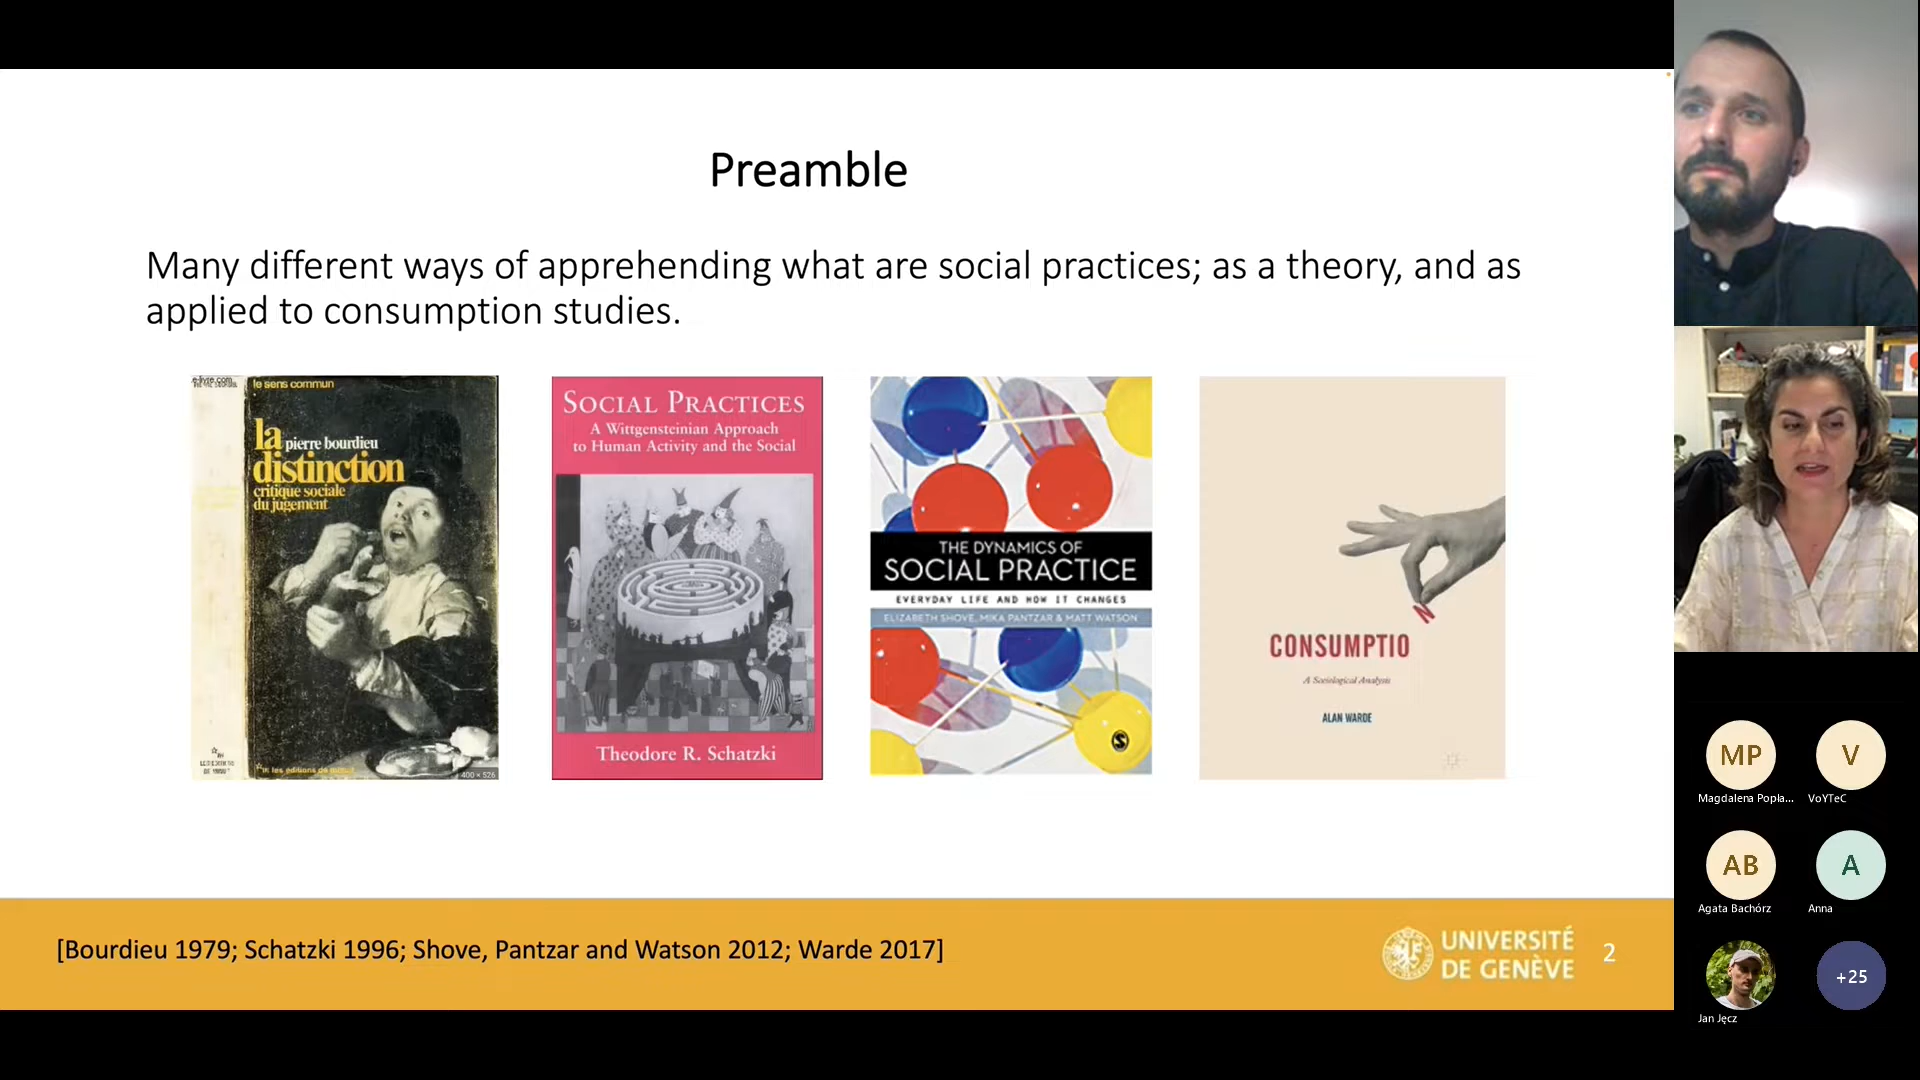 Preamble
Many different ways of apprehending what are social practices; as a theory, and as
applied to consumption studies.
le sens commun
la pierre bourdieu
distinction
critique sociale
du jugement
400 × 526
SOCIAL PRACTICES
A Wittgensteinian Approach
to Human Activity and the Social
Theodore R. Schatzki
THE DYNAMICS OF
SOCIAL PRACTICE
EVERYDAY LIFE AND HOW IT CHANGES
ELIZABETH SHOVE, MIKA PANTZAR & MATT WATSON
N
CONSUMPTIO
A Sociological Analysis
ALAN WARDE
[Bourdieu 1979; Schatzki 1996; Shove, Pantzar and Watson 2012; Warde 2017]
UNIVERSITÉ
DE GENÈVE
2
MP
Magdalena Popła...
V
VoYTeC
AB
Agata Bachórz
A
Anna
Jan Jęcz
+25